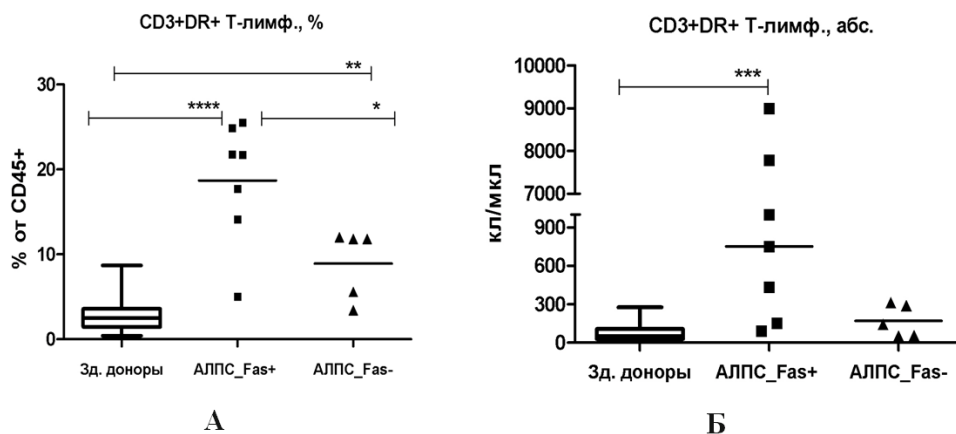 CD3+DR+ Т-лимф., %
**
****
*
% от CD45+
30
20
10
0
Зд. доноры
АЛПС_Fas+
АЛПС_Fas-
А
CD3+DR+ Т-лимф., абс.
***
кл/мкл
10000
9000
8000
7000
900
600
300
0
Зд. доноры
АЛПС_Fas+
АЛПС_Fas-
Б